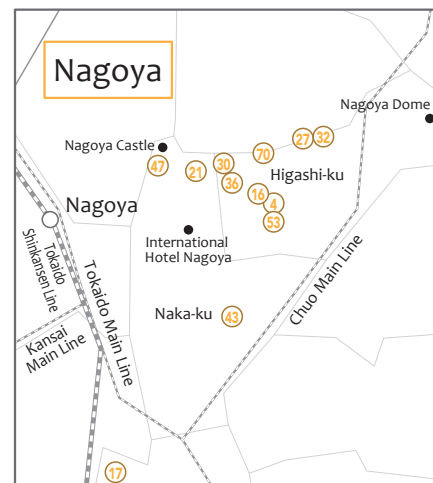 Nagoya
Nagoya Dome
27
32
Nagoya Castle
70
47
21
30
36
Higashi-ku
16
4
53
Nagoya
International
Hotel Nagoya
Tokaido
Shinkansen Line
Tokaido Main Line
Chuo Main Line
Naka-ku
43
Kansai
Main Line
17